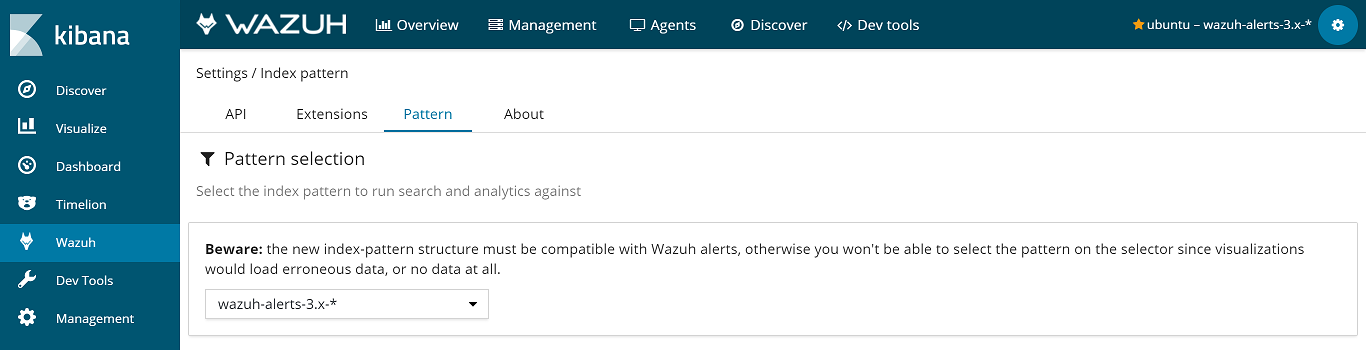 kibana
Discover
Visualize
Dashboard
Timelion
Wazuh
Dev Tools
Management
WAZUH Overview Management Agents Discover </> Dev tools ubuntu – wazuh-alerts-3.x-*
Settings / Index pattern
API Extensions Pattern About
Pattern selection
Select the index pattern to run search and analytics against
Beware: the new index-pattern structure must be compatible with Wazuh alerts, otherwise you won't be able to select the pattern on the selector since visualizations
would load erroneous data, or no data at all.
wazuh-alerts-3.x-*